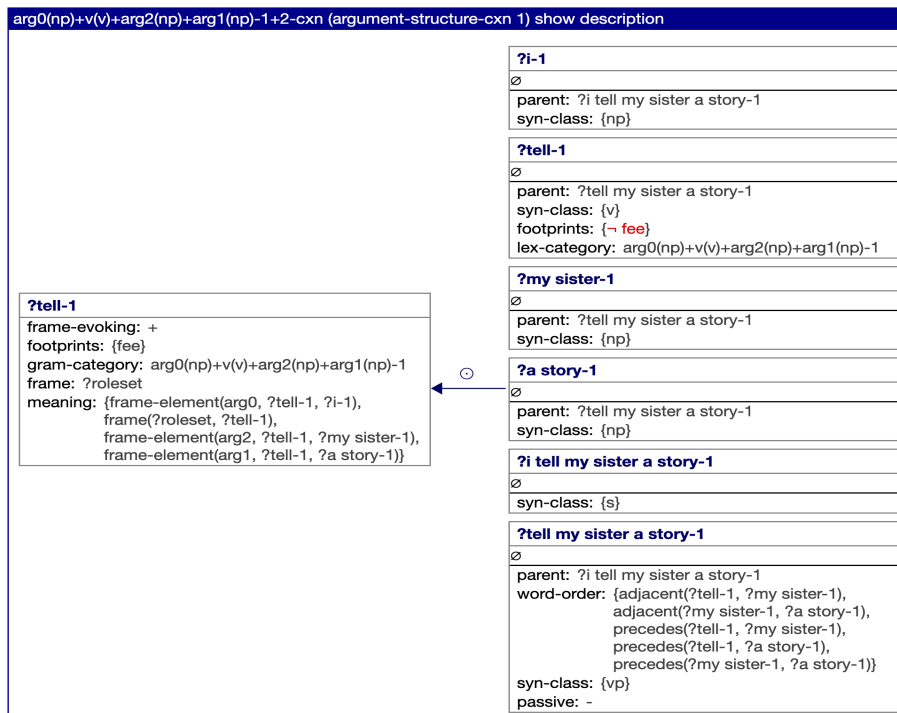 arg0(np)+v(v)+arg2(np)+arg1(np)-1+2-cxn (argument-structure-cxn 1) show description
?tell-1
frame-evoking: +
footprints: {fee}
gram-category: arg0(np)+v(v)+arg2(np)+arg1(np)-1
frame: ?roleset
meaning: {frame-element(arg0, ?tell-1, ?i-1),
frame(?roleset, ?tell-1),
frame-element(arg2, ?tell-1, ?my sister-1),
frame-element(arg1, ?tell-1, ?a story-1)}
⊙
?i-1
∅
parent: ?i tell my sister a story-1
syn-class: {np}
?tell-1
∅
parent: ?tell my sister a story-1
syn-class: {v}
footprints: {¬ fee}
lex-category: arg0(np)+v(v)+arg2(np)+arg1(np)-1
?my sister-1
∅
parent: ?tell my sister a story-1
syn-class: {np}
?a story-1
∅
parent: ?tell my sister a story-1
syn-class: {np}
?i tell my sister a story-1
∅
syn-class: {s}
?tell my sister a story-1
∅
parent: ?i tell my sister a story-1
word-order: {adjacent(?tell-1, ?my sister-1),
adjacent(?my sister-1, ?a story-1),
precedes(?tell-1, ?my sister-1),
precedes(?tell-1, ?a story-1),
precedes(?my sister-1, ?a story-1)}
syn-class: {vp}
passive: -